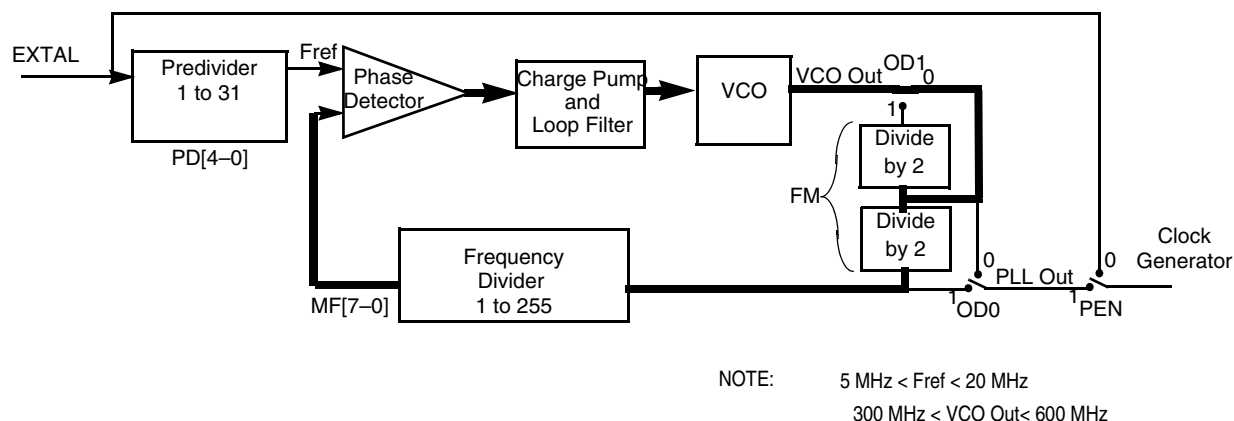 EXTAL
Predivider
1 to 31
PD[4–0]
Fref
Phase
Detector
Charge Pump
and
Loop Filter
VCO
VCO Out
OD1
0
1
Divide
by 2
FM
Divide
by 2
Frequency
Divider
1 to 255
MF[7–0]
0
1
OD0
PLL Out
0
1
PEN
Clock
Generator
NOTE: 5 MHz < Fref < 20 MHz
300 MHz < VCO Out< 600 MHz